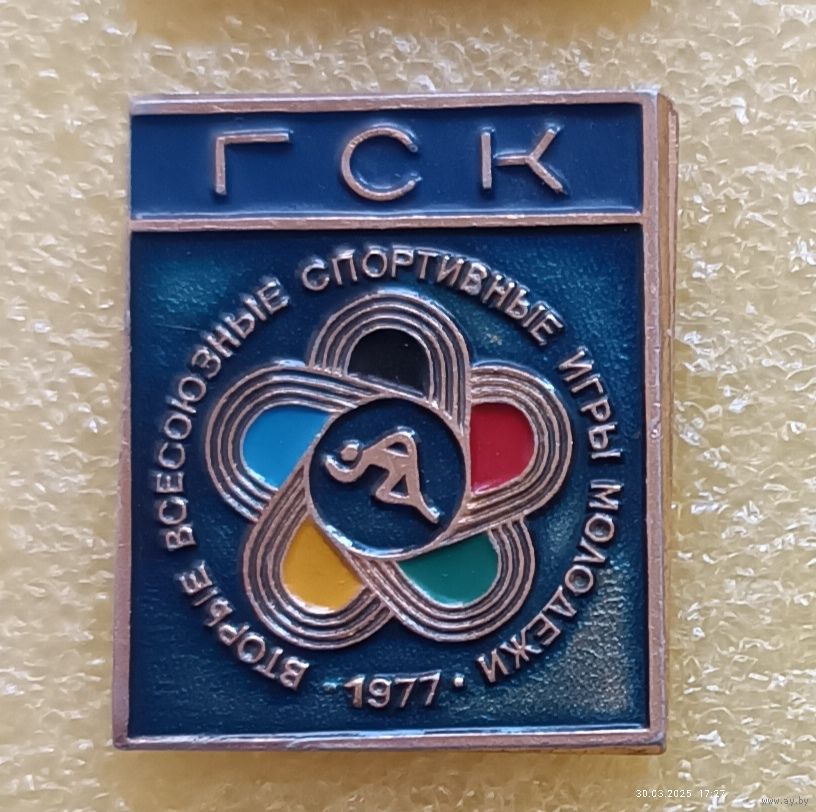 ГСК
ВТОРЫЕ ВСЕСОЮЗНЫЕ СПОРТИВНЫЕ ИГРЫ МОЛОДЕЖИ
· 1977 ·
30.03.2025 17:27
www.ay.by